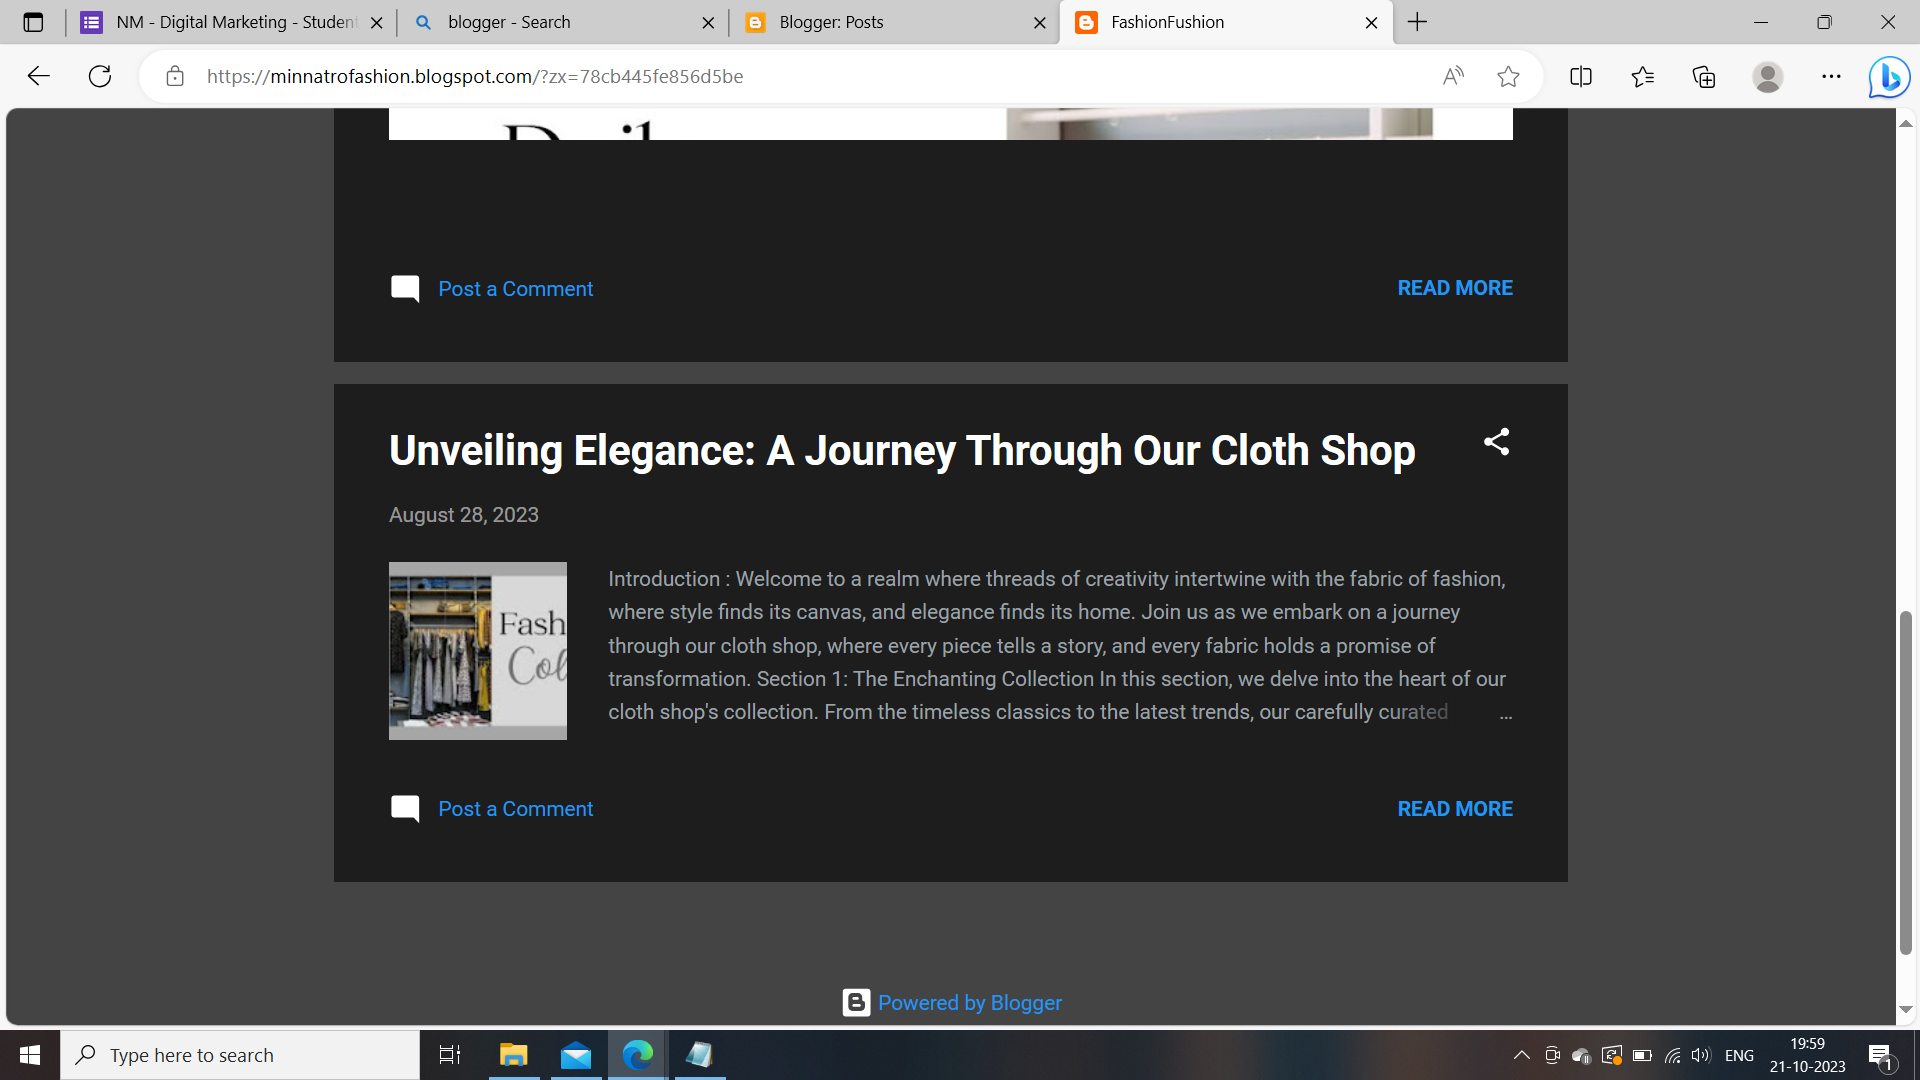 NM - Digital Marketing - Student
blogger - Search
Blogger: Posts
FashionFushion
https://minnatrofashion.blogspot.com/?zx=78cb445fe856d5be
Post a Comment
READ MORE
Unveiling Elegance: A Journey Through Our Cloth Shop
August 28, 2023
Fash
Col
Introduction : Welcome to a realm where threads of creativity intertwine with the fabric of fashion,
where style finds its canvas, and elegance finds its home. Join us as we embark on a journey
through our cloth shop, where every piece tells a story, and every fabric holds a promise of
transformation. Section 1: The Enchanting Collection In this section, we delve into the heart of our
cloth shop's collection. From the timeless classics to the latest trends, our carefully curated ...
Post a Comment
READ MORE
Powered by Blogger
Type here to search
ENG
19:59
21-10-2023
1